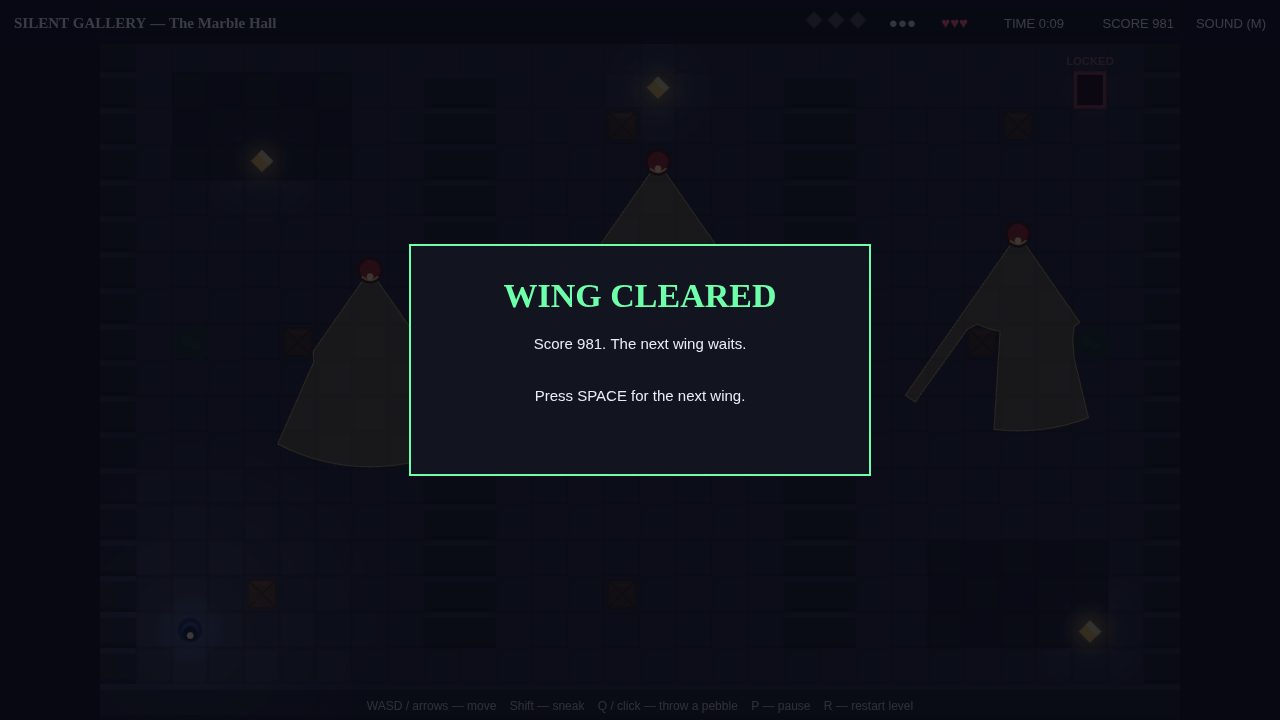 SILENT GALLERY — The Marble Hall
TIME 0:09
SCORE 981
SOUND (M)
LOCKED
WING CLEARED
Score 981. The next wing waits.
Press SPACE for the next wing.
WASD / arrows — move Shift — sneak Q / click — throw a pebble P — pause R — restart level